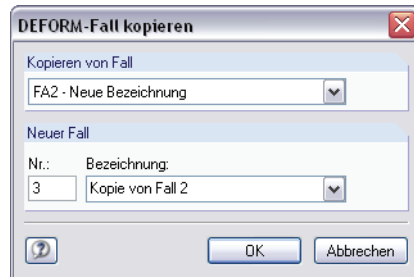 DEFORM-Fall kopieren
Kopieren von Fall
FA2 - Neue Bezeichnung
Neuer Fall
Nr.: Bezeichnung:
3 Kopie von Fall 2
OK Abbrechen